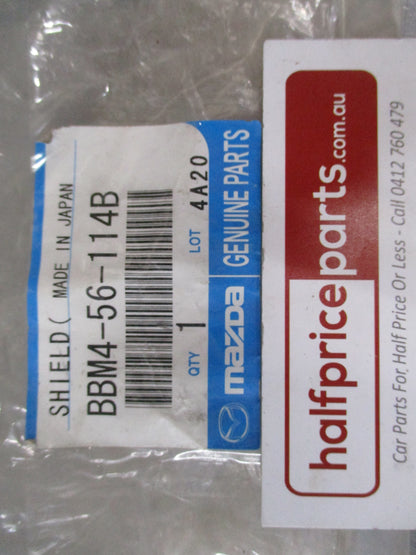 SHIELD( MADE IN JAPAN
BBM4-56-114B
QTY 1 LOT 4A20
mazda GENUINE PARTS
halfpriceparts.com.au
Car Parts For Half Price Or Less - Call 0412 760 479